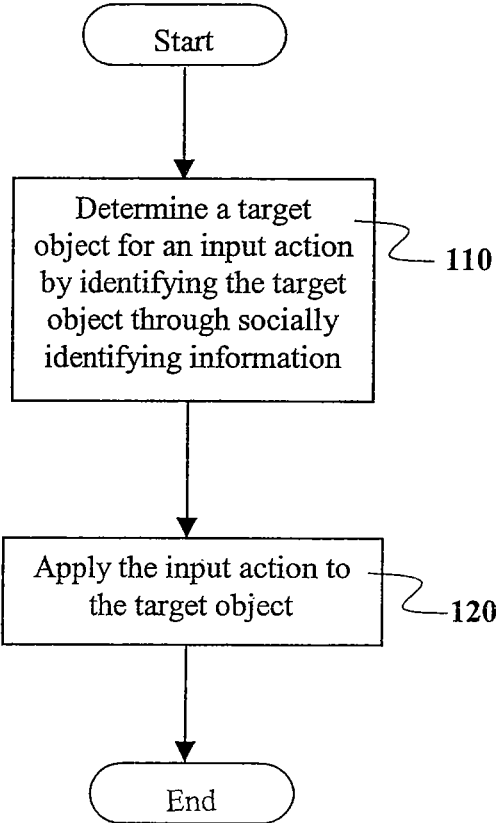 Start
Determine a target
object for an input action
by identifying the target
object through socially
identifying information
110
Apply the input action to
the target object
120
End